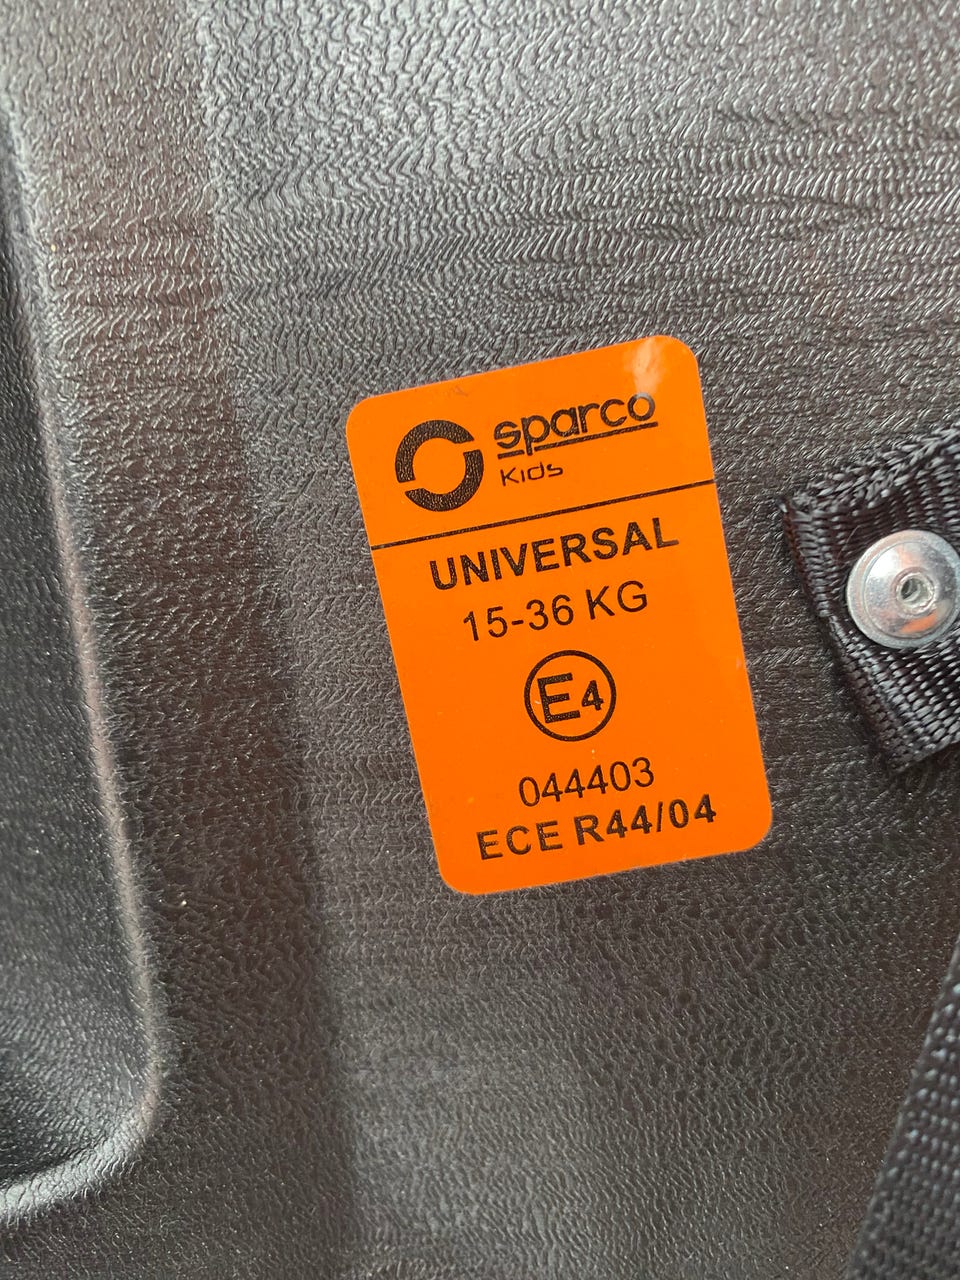 sparco
Kids
UNIVERSAL
15-36 KG
E4
044403
ECE R44/04